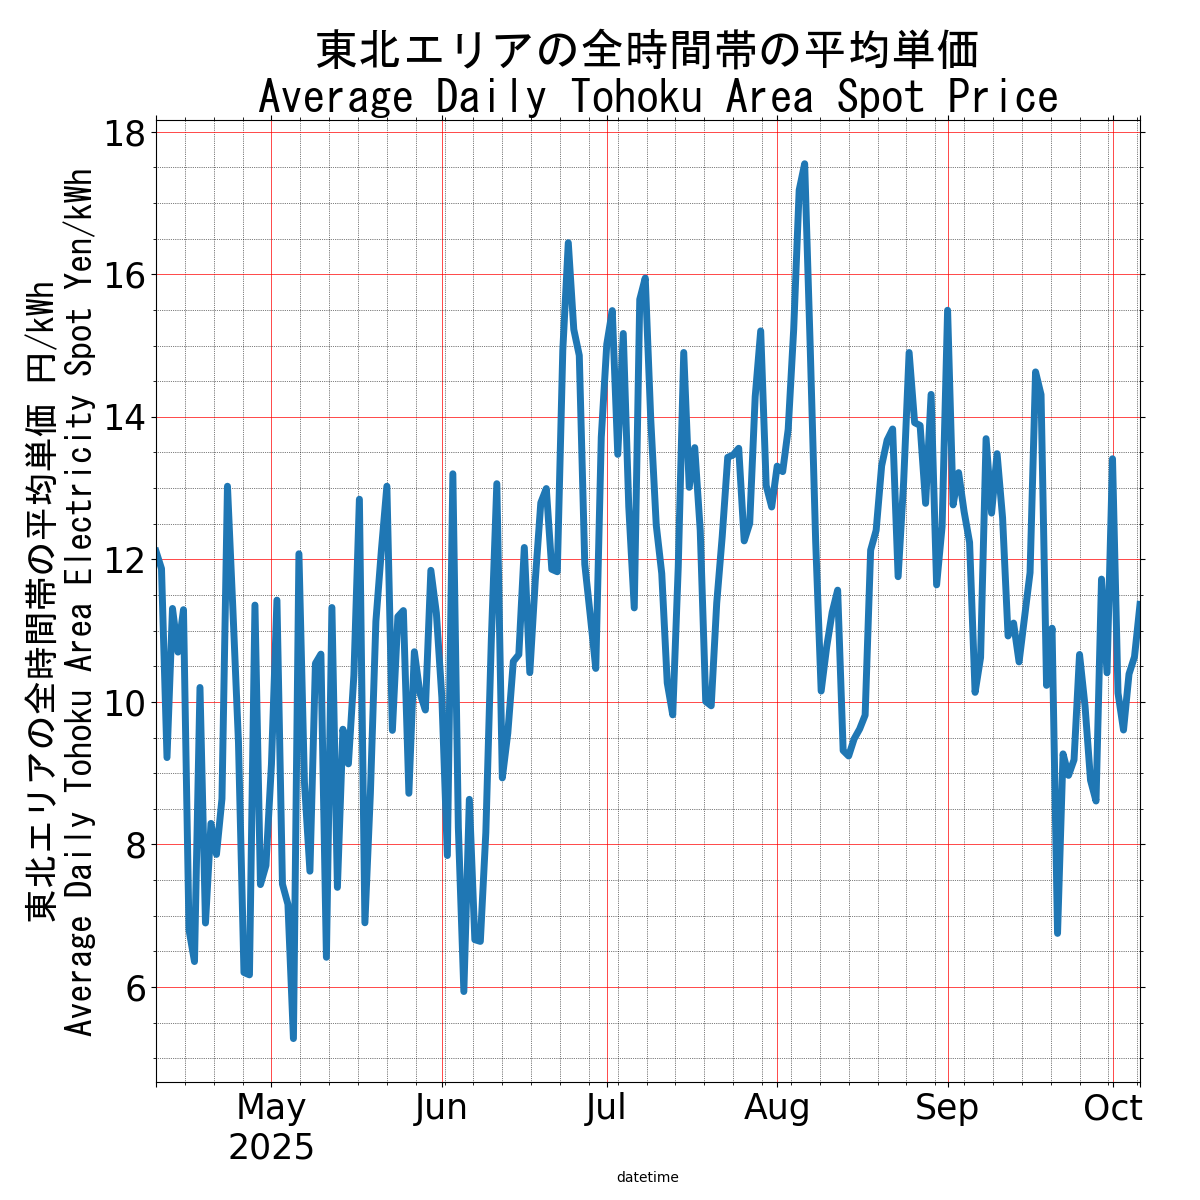 東北エリアの全時間帯の平均単価
Average Daily Tohoku Area Spot Price
東北エリアの全時間帯の平均単価 円/kWh
Average Daily Tohoku Area Electricity Spot Yen/kWh
18
16
14
12
10
8
6
May
2025
Jun
Jul
Aug
Sep
Oct
datetime